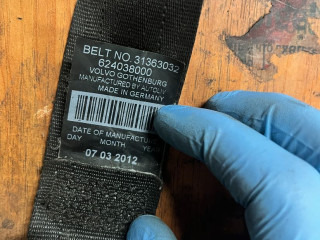 BELT NO 31363032
624038000
VOLVO GOTHENBURG
MANUFACTURED BY AUTOLIV
MADE IN GERMANY
DATE OF MANUFACTURE
DAY MONTH
07 03 2012